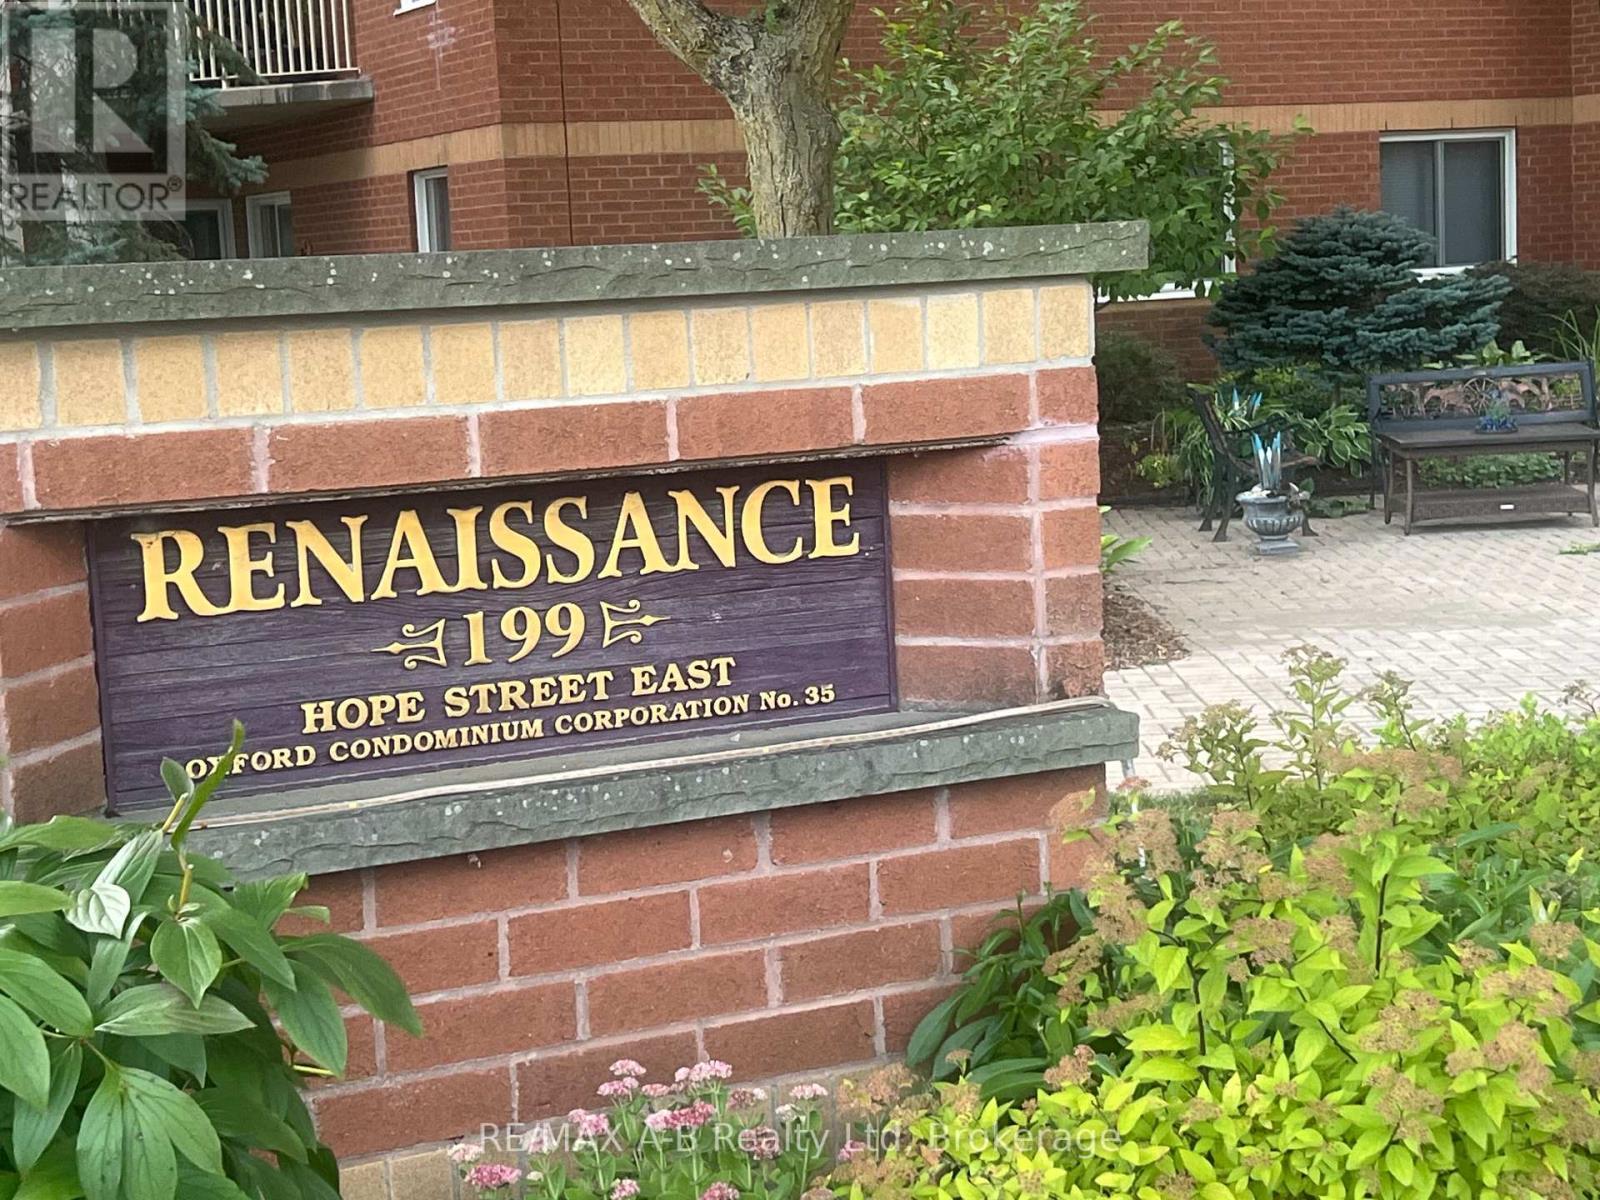 REALTOR®
RENAISSANCE
199
HOPE STREET EAST
OXFORD CONDOMINIUM CORPORATION No. 35
RE/MAX A-B Realty Ltd, Brokerage